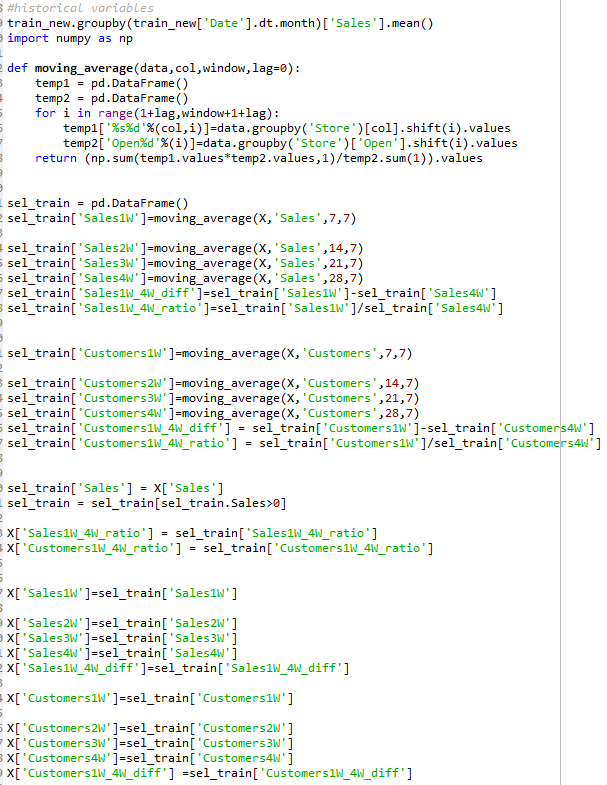 #historical variables
train_new.groupby(train_new['Date'].dt.month)['Sales'].mean()
import numpy as np
def moving_average(data,col,window,lag=0):
temp1 = pd.DataFrame()
temp2 = pd.DataFrame()
for i in range(1+lag,window+1+lag):
temp1['%s%d'%(col,i)]=data.groupby('Store')[col].shift(i).values
temp2['Open%d'%(i)]=data.groupby('Store')['Open'].shift(i).values
return (np.sum(temp1.values*temp2.values,1)/temp2.sum(1)).values
sel_train = pd.DataFrame()
sel_train['Sales1W']=moving_average(X,'Sales',7,7)
sel_train['Sales2W']=moving_average(X,'Sales',14,7)
sel_train['Sales3W']=moving_average(X,'Sales',21,7)
sel_train['Sales4W']=moving_average(X,'Sales',28,7)
sel_train['Sales1W_4W_diff']=sel_train['Sales1W']-sel_train['Sales4W']
sel_train['Sales1W_4W_ratio']=sel_train['Sales1W']/sel_train['Sales4W']
sel_train['Customers1W']=moving_average(X,'Customers',7,7)
sel_train['Customers2W']=moving_average(X,'Customers',14,7)
sel_train['Customers3W']=moving_average(X,'Customers',21,7)
sel_train['Customers4W']=moving_average(X,'Customers',28,7)
sel_train['Customers1W_4W_diff'] = sel_train['Customers1W']-sel_train['Customers4W']
sel_train['Customers1W_4W_ratio'] = sel_train['Customers1W']/sel_train['Customers4W']
sel_train['Sales'] = X['Sales']
sel_train = sel_train[sel_train.Sales>0]
X['Sales1W_4W_ratio'] = sel_train['Sales1W_4W_ratio']
X['Customers1W_4W_ratio'] = sel_train['Customers1W_4W_ratio']
X['Sales1W']=sel_train['Sales1W']
X['Sales2W']=sel_train['Sales2W']
X['Sales3W']=sel_train['Sales3W']
X['Sales4W']=sel_train['Sales4W']
X['Sales1W_4W_diff']=sel_train['Sales1W_4W_diff']
X['Customers1W']=sel_train['Customers1W']
X['Customers2W']=sel_train['Customers2W']
X['Customers3W']=sel_train['Customers3W']
X['Customers4W']=sel_train['Customers4W']
X['Customers1W_4W_diff'] =sel_train['Customers1W_4W_diff']